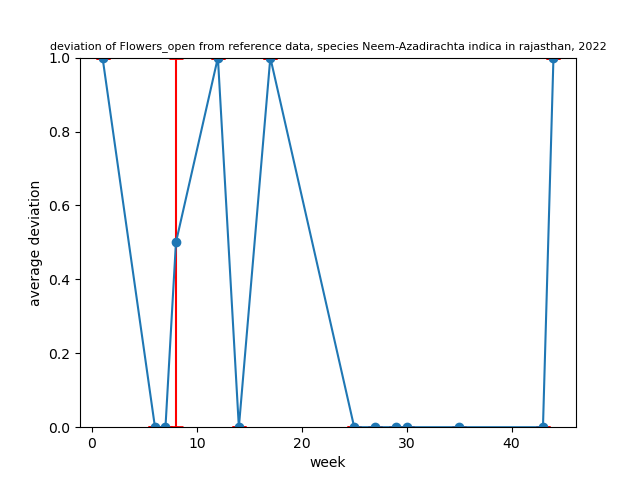 deviation of Flowers_open from reference data, species Neem-Azadirachta indica in rajasthan, 2022
1.0
0.8
0.6
0.4
0.2
0.0
average deviation
0 10 20 30 40
week